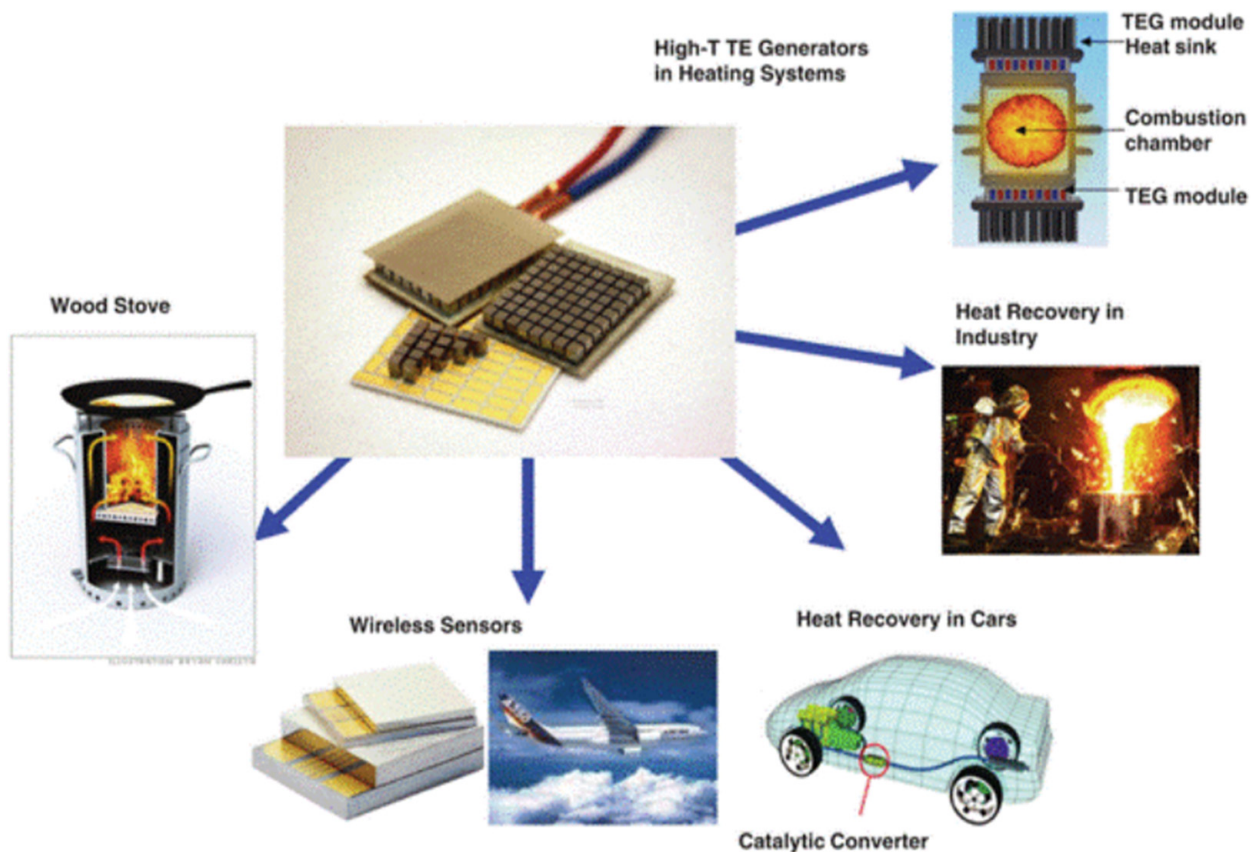 High-T TE Generators
in Heating Systems
TEG module
Heat sink
Combustion
chamber
TEG module
Wood Stove
Heat Recovery in
Industry
Wireless Sensors
Heat Recovery in Cars
Catalytic Converter